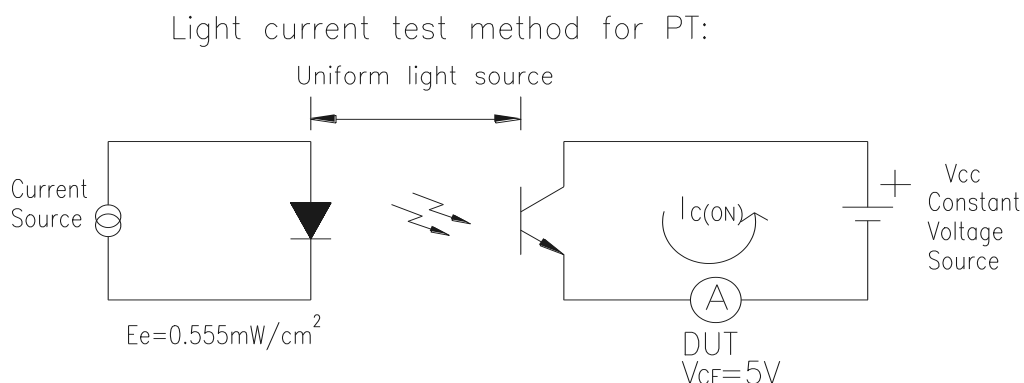 Light current test method for PT:
Uniform light source
Current
Source
IC(ON)
Vcc
Constant
Voltage
Source
A
Ee=0.555mW/cm²
DUT
VCE=5V